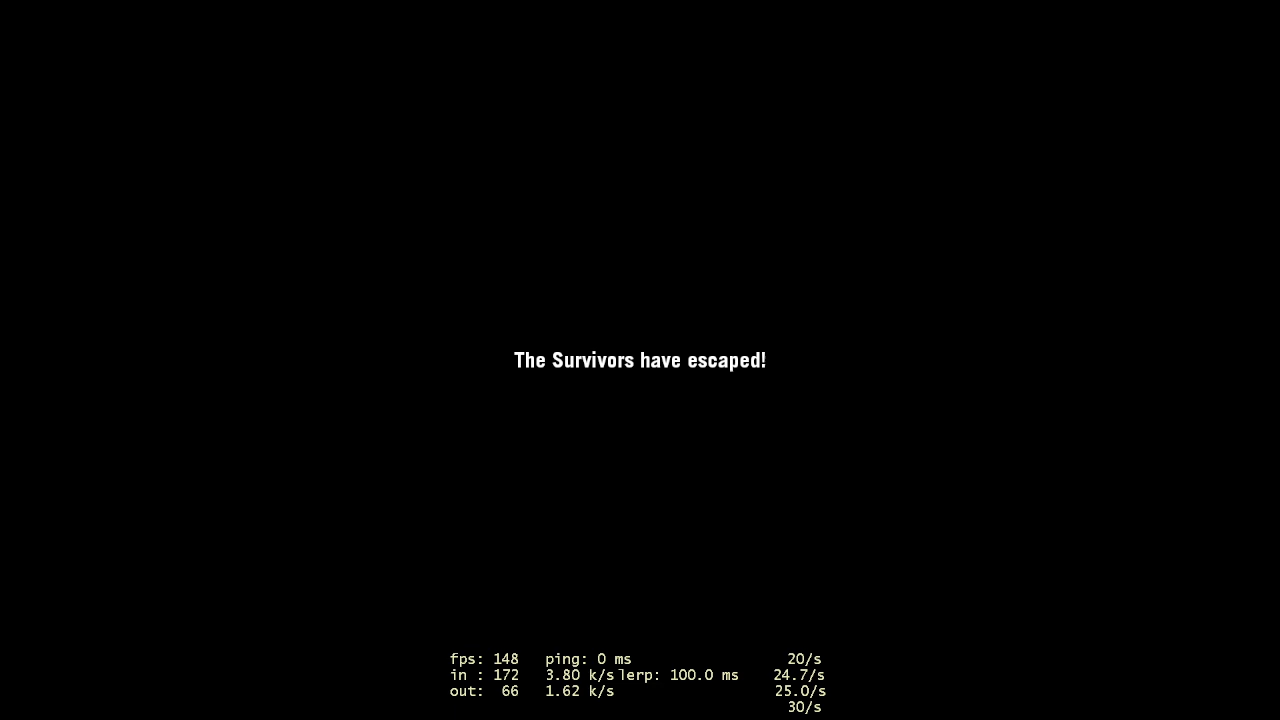 The Survivors have escaped!
fps: 148 ping: 0 ms 20/s
in : 172 3.80 k/s lerp: 100.0 ms 24.7/s
out: 66 1.62 k/s 25.0/s
30/s